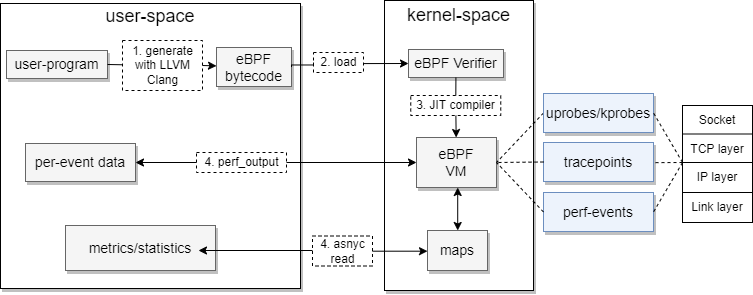 user-space
kernel-space
user-program
1. generate
with LLVM
Clang
eBPF
bytecode
2. load
eBPF Verifier
3. JIT compiler
per-event data
4. perf_output
eBPF
VM
metrics/statistics
4. asnyc
read
maps
uprobes/kprobes
tracepoints
perf-events
Socket
TCP layer
IP layer
Link layer